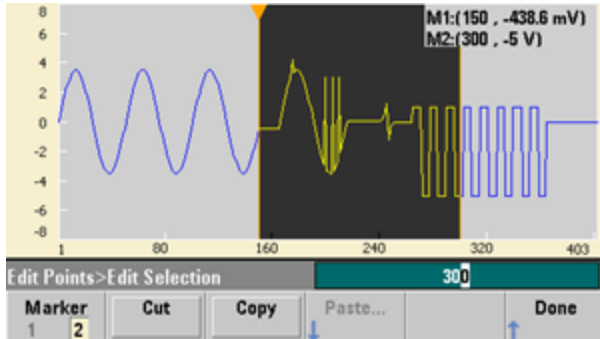 8
M1:(150 , -438.6 mV)
6
M2:(300 , -5 V)
4
2
0
-2
-4
-6
-8
1 80 160 240 320 403
Edit Points>Edit Selection 300
Marker Cut Copy Paste... Done
1 2